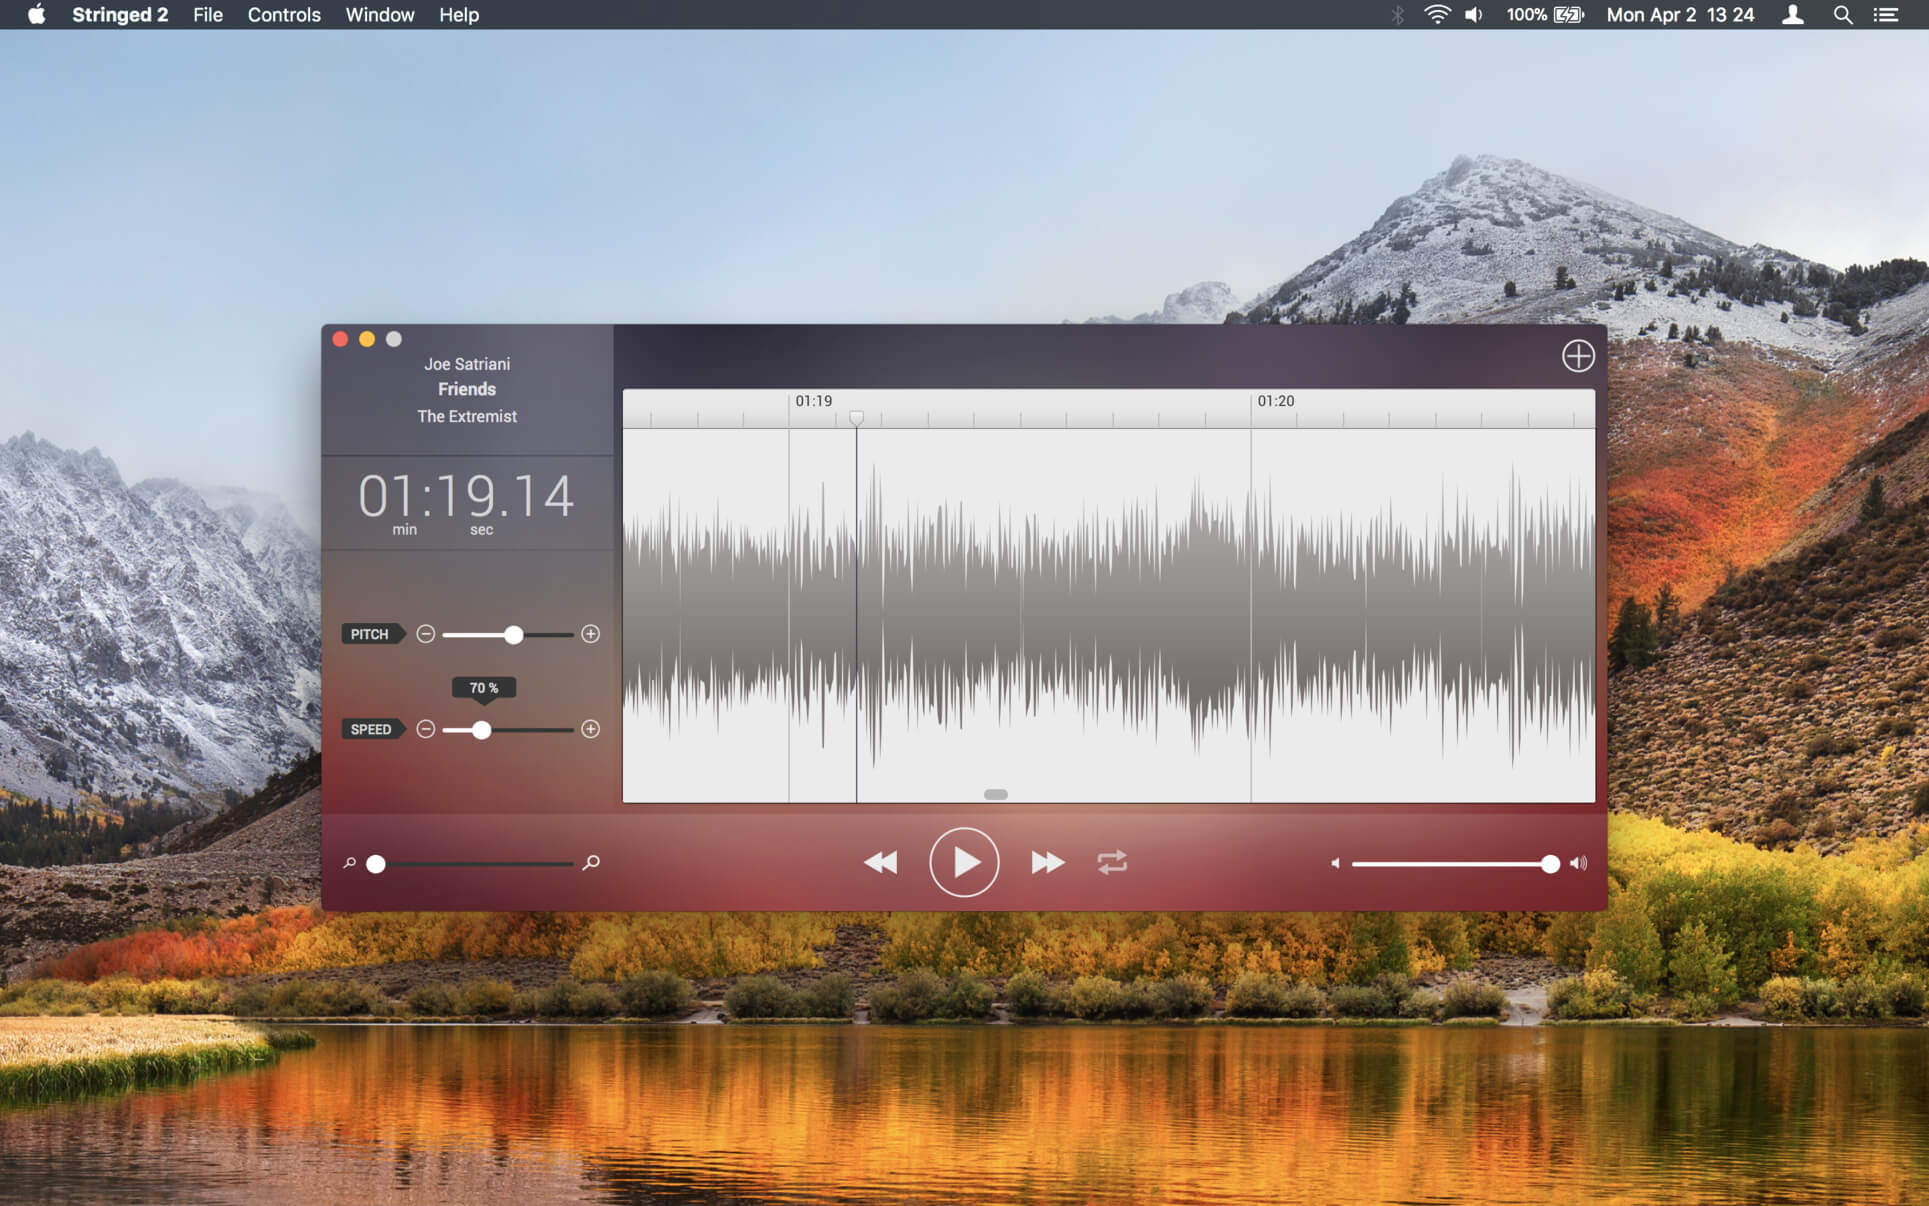 Stringed 2 File Controls Window Help 100% Mon Apr 2 13 24
Joe Satriani
Friends
The Extremist
01:19.14
min sec
PITCH
70 %
SPEED
01:19 01:20